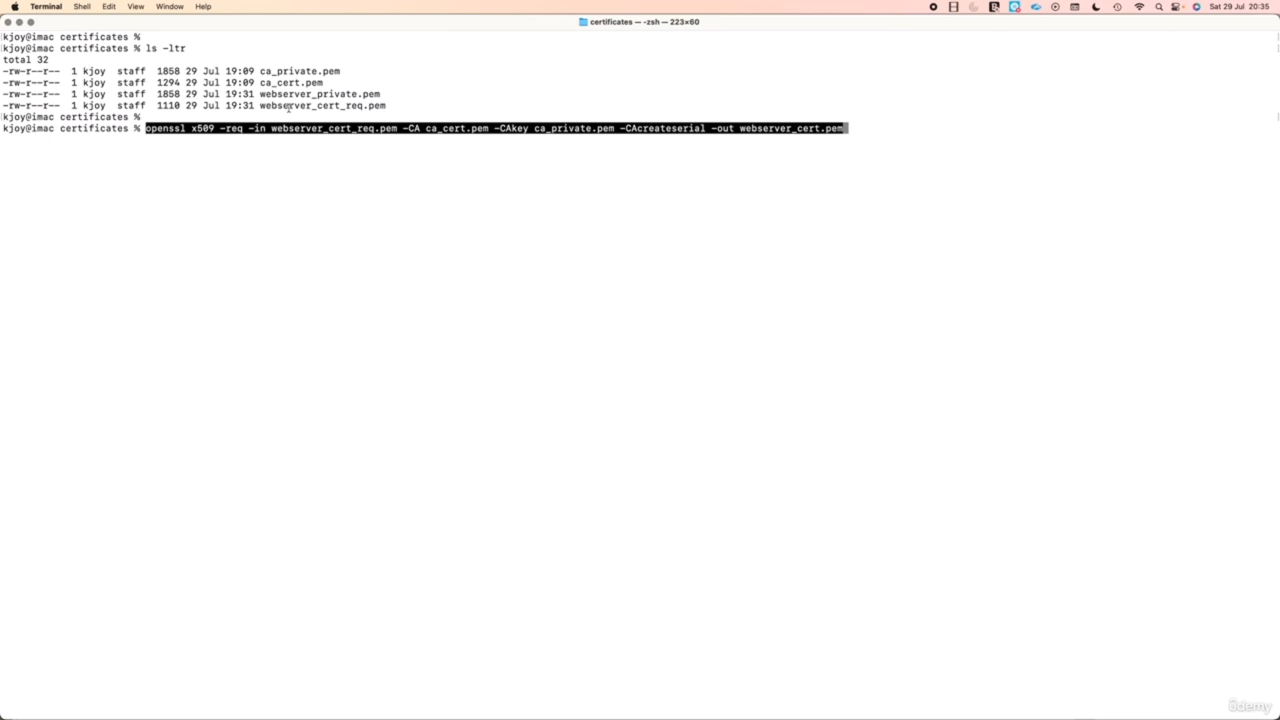 Terminal Shell Edit View Window Help Sat 29 Jul 20:35
certificates — -zsh — 223×60
kjoy@imac certificates %
kjoy@imac certificates % ls -ltr
total 32
-rw-r--r-- 1 kjoy staff 1858 29 Jul 19:09 ca_private.pem
-rw-r--r-- 1 kjoy staff 1294 29 Jul 19:09 ca_cert.pem
-rw-r--r-- 1 kjoy staff 1858 29 Jul 19:31 webserver_private.pem
-rw-r--r-- 1 kjoy staff 1110 29 Jul 19:31 webserver_cert_req.pem
kjoy@imac certificates %
kjoy@imac certificates % openssl x509 -req -in webserver_cert_req.pem -CA ca_cert.pem -CAkey ca_private.pem -CAcreateserial -out webserver_cert.pem
ûdemy